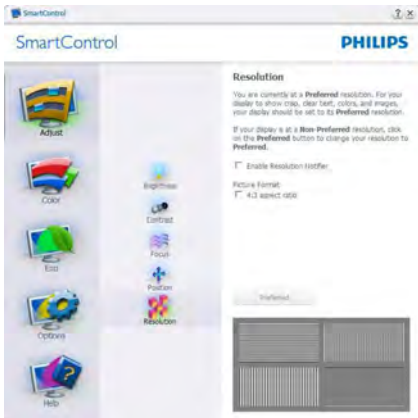 SmartControl
SmartControl
PHILIPS
Adjust
Color
Eco
Options
Help
Brightness
Contrast
Focus
Position
Resolution
Resolution
You are currently at a Preferred resolution. For your
display to show crisp, clear text, colors, and images,
your display should be set to its Preferred resolution.
If your display is at a Non-Preferred resolution, click
on the Preferred button to change your resolution to
Preferred.
Enable Resolution Notifier
Picture Format
4:3 aspect ratio
Preferred